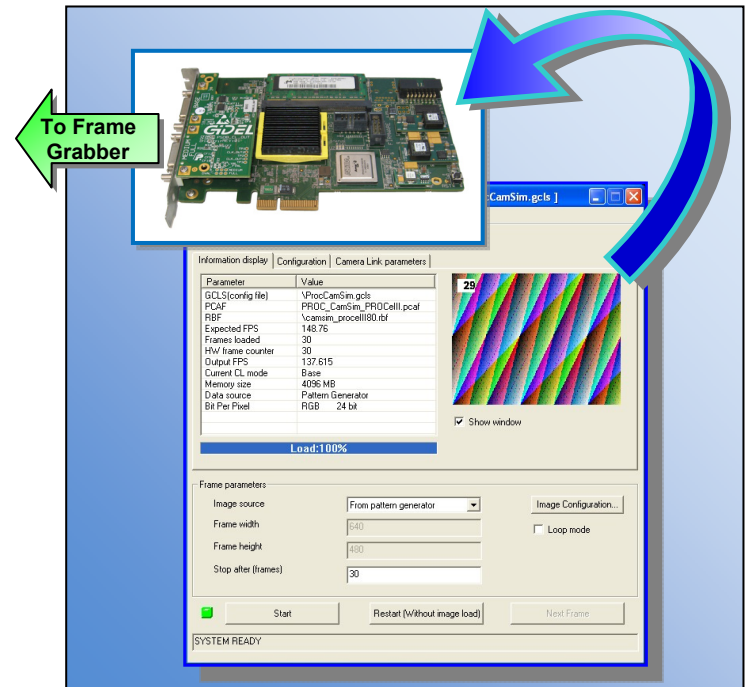 To Frame
Grabber
GiDEL
MEDIUM +
FULL
cCamSim.gcls ]
Information display Configuration Camera Link parameters
Parameter Value
GCLS(config file) \ProcCamSim.gcls
PCAF PROC_CamSim_PROCeIII.pcaf
RBF \camsim_proceIII80.rbf
Expected FPS 148.76
Frames loaded 30
HW frame counter 30
Output FPS 137.615
Current CL mode Base
Memory size 4096 MB
Data source Pattern Generator
Bit Per Pixel RGB 24 bit
29
Show window
Load:100%
Frame parameters
Image source From pattern generator Image Configuration...
Frame width 640 Loop mode
Frame height 480
Stop after (frames) 30
Start Restart (Without image load) Next Frame
SYSTEM READY